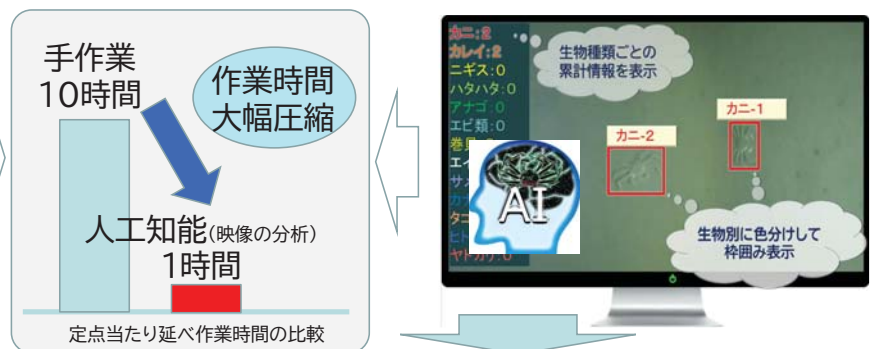 手作業
10時間
作業時間
大幅圧縮
人工知能(映像の分析)
1時間
定点当たり延べ作業時間の比較
カニ:2
カレイ:2
ニギス:0
ハタハタ:0
アナゴ:0
エビ類:0
生物種類ごとの
累計情報を表示
カニ-1
カニ-2
AI
ヤドカリ:0
生物別に色分けして
枠囲み表示